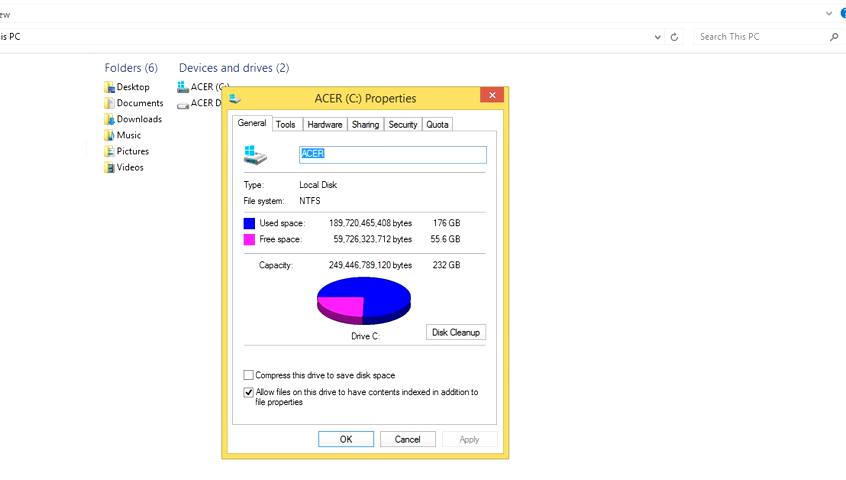 ew
is PC
Search This PC
Folders (6)
Devices and drives (2)
Desktop
Documents
Downloads
Music
Pictures
Videos
ACER (C:)
ACER D
ACER (C:) Properties
General Tools Hardware Sharing Security Quota
ACER
Type: Local Disk
File system: NTFS
Used space: 189,720,465,408 bytes 176 GB
Free space: 59,726,323,712 bytes 55.6 GB
Capacity: 249,446,789,120 bytes 232 GB
Drive C:
Disk Cleanup
Compress this drive to save disk space
Allow files on this drive to have contents indexed in addition to
file properties
OK Cancel Apply